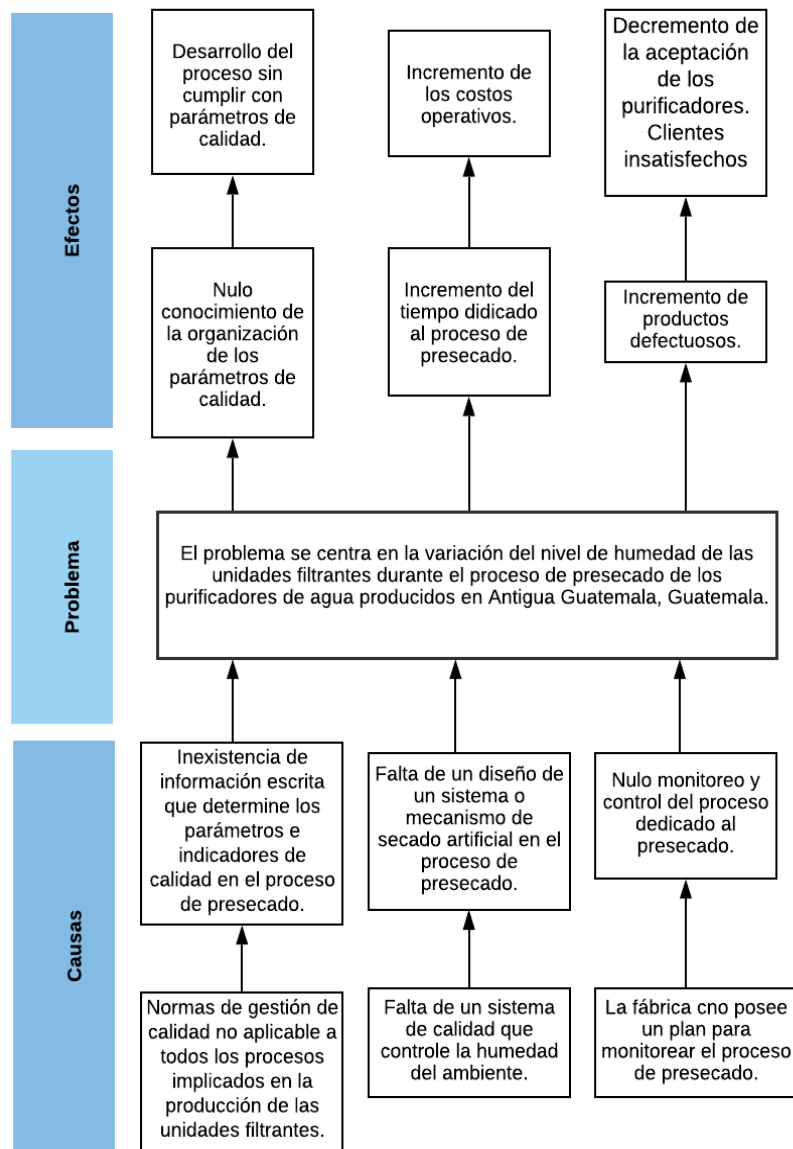 Efectos
Desarrollo del
proceso sin
cumplir con
parámetros de
calidad.
Incremento de
los costos
operativos.
Decremento de
la aceptación
de los
purificadores.
Clientes
insatisfechos
Nulo
conocimiento de
la organización
de los
parámetros de
calidad.
Incremento del
tiempo didicado
al proceso de
presecado.
Incremento de
productos
defectuosos.
Problema
El problema se centra en la variación del nivel de humedad de las
unidades filtrantes durante el proceso de presecado de los
purificadores de agua producidos en Antigua Guatemala, Guatemala.
Causas
Inexistencia de
información escrita
que determine los
parámetros e
indicadores de
calidad en el proceso
de presecado.
Falta de un diseño de
un sistema o
mecanismo de
secado artificial en el
proceso de
presecado.
Nulo monitoreo y
control del proceso
dedicado al
presecado.
Normas de gestión de
calidad no aplicable a
todos los procesos
implicados en la
producción de las
unidades filtrantes.
Falta de un sistema
de calidad que
controle la humedad
del ambiente.
La fábrica cno posee
un plan para
monitorear el proceso
de presecado.